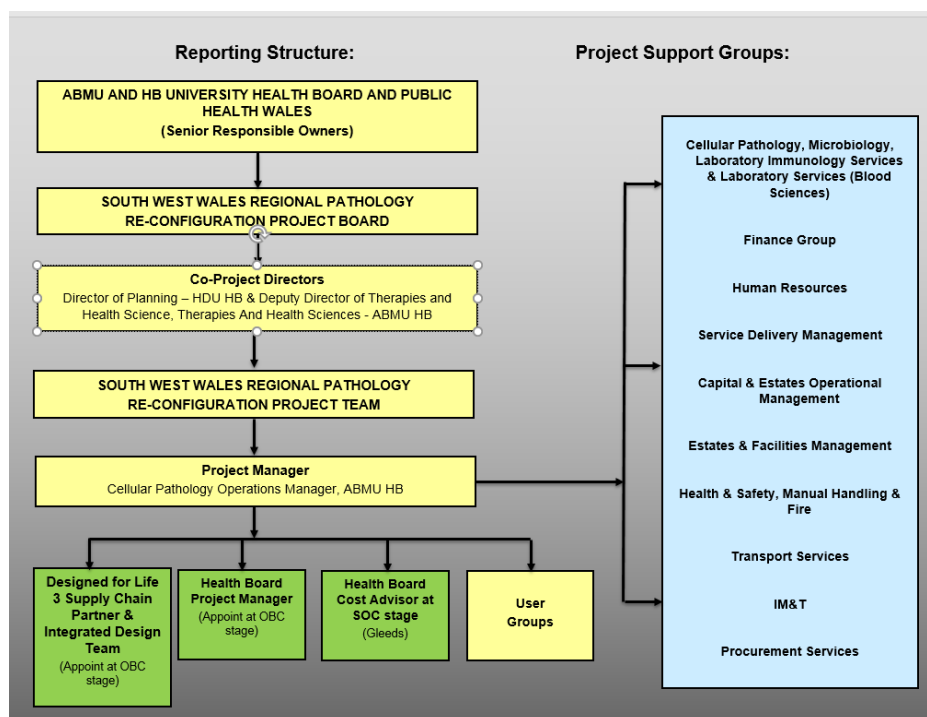 Reporting Structure:
Project Support Groups:
ABMU AND HB UNIVERSITY HEALTH BOARD AND PUBLIC
HEALTH WALES
(Senior Responsible Owners)
SOUTH WEST WALES REGIONAL PATHOLOGY
RE-CONFIGURATION PROJECT BOARD
Co-Project Directors
Director of Planning – HDU HB & Deputy Director of Therapies and
Health Science, Therapies And Health Sciences - ABMU HB
SOUTH WEST WALES REGIONAL PATHOLOGY
RE-CONFIGURATION PROJECT TEAM
Project Manager
Cellular Pathology Operations Manager, ABMU HB
Designed for Life
3 Supply Chain
Partner &
Integrated Design
Team
(Appoint at OBC
stage)
Health Board
Project Manager
(Appoint at OBC
stage)
Health Board
Cost Advisor at
SOC stage
(Gleeds)
User
Groups
Cellular Pathology, Microbiology,
Laboratory Immunology Services
& Laboratory Services (Blood
Sciences)
Finance Group
Human Resources
Service Delivery Management
Capital & Estates Operational
Management
Estates & Facilities Management
Health & Safety, Manual Handling &
Fire
Transport Services
IM&T
Procurement Services